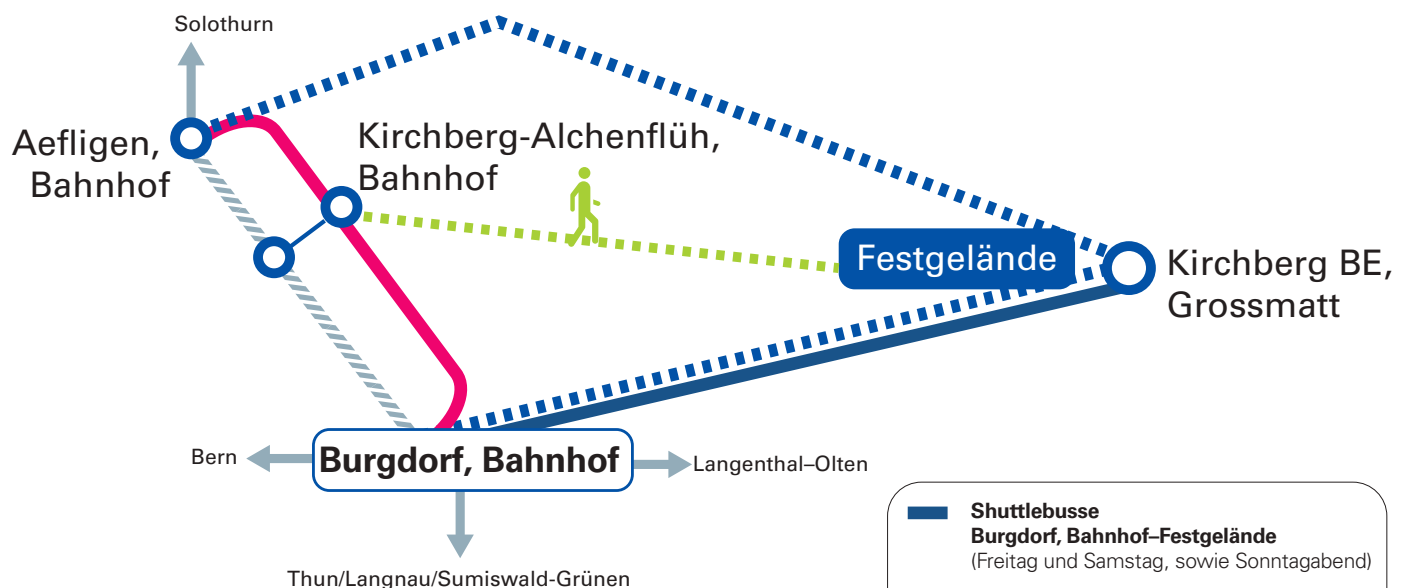 Solothurn
Aefligen,
Bahnhof
Kirchberg-Alchenflüh,
Bahnhof
Festgelände
Kirchberg BE,
Grossmatt
Bern
Burgdorf, Bahnhof
Langenthal–Olten
Thun/Langnau/Sumiswald-Grünen
Shuttlebusse
Burgdorf, Bahnhof–Festgelände
(Freitag und Samstag, sowie Sonntagabend)